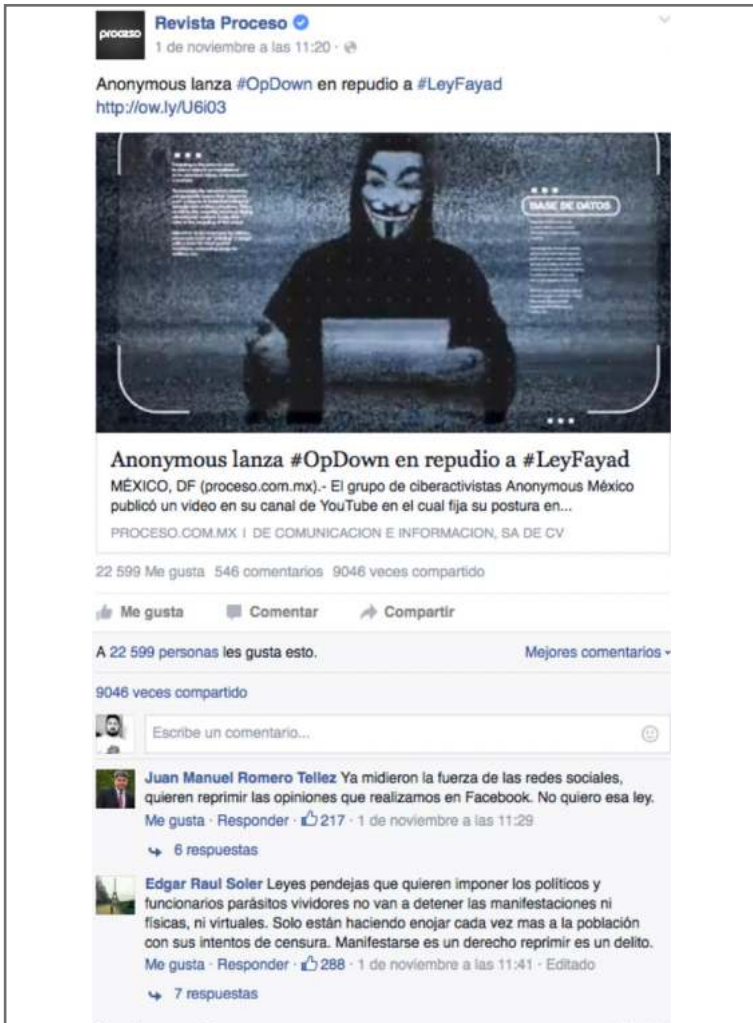 proceso
Revista Proceso
1 de noviembre a las 11:20 ·
Anonymous lanza #OpDown en repudio a #LeyFayad
http://ow.ly/U6i03
BASE DE DATOS
Anonymous lanza #OpDown en repudio a #LeyFayad
MÉXICO, DF (proceso.com.mx).- El grupo de ciberactivistas Anonymous México
publicó un video en su canal de YouTube en el cual fija su postura en...
PROCESO.COM.MX I DE COMUNICACION E INFORMACION, SA DE CV
22 599 Me gusta 546 comentarios 9046 veces compartido
Me gusta Comentar Compartir
A 22 599 personas les gusta esto. Mejores comentarios
9046 veces compartido
Escribe un comentario...
Juan Manuel Romero Tellez Ya midieron la fuerza de las redes sociales,
quieren reprimir las opiniones que realizamos en Facebook. No quiero esa ley.
Me gusta · Responder · 217 · 1 de noviembre a las 11:29
6 respuestas
Edgar Raul Soler Leyes pendejas que quieren imponer los políticos y
funcionarios parásitos vividores no van a detener las manifestaciones ni
físicas, ni virtuales. Solo están haciendo enojar cada vez mas a la población
con sus intentos de censura. Manifestarse es un derecho reprimir es un delito.
Me gusta · Responder · 288 · 1 de noviembre a las 11:41 · Editado
7 respuestas